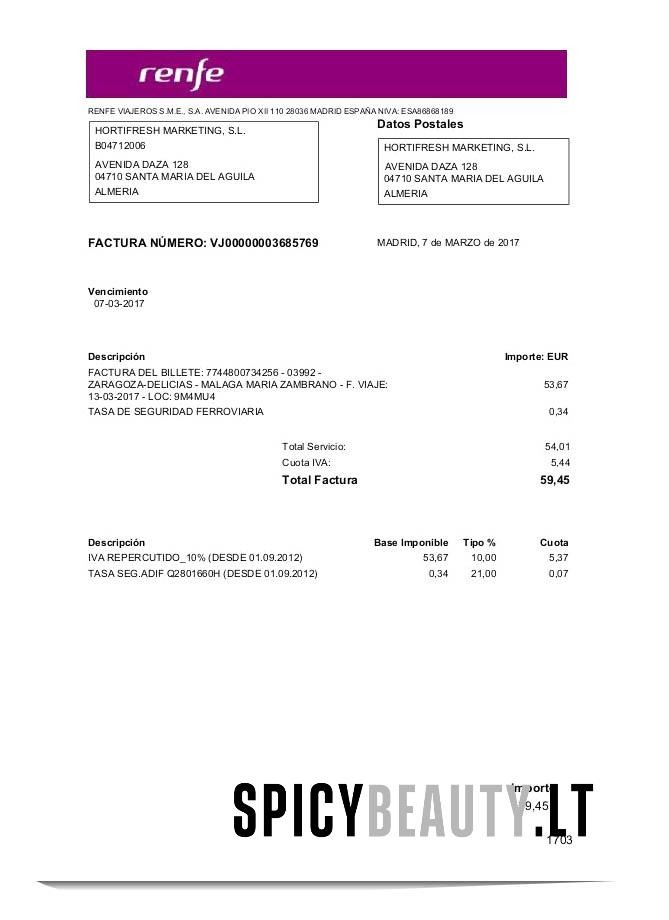 renfe
RENFE VIAJEROS S.M.E., S.A. AVENIDA PIO XII 110 28036 MADRID ESPAÑA NIVA: ESA86868189
HORTIFRESH MARKETING, S.L.
B04712006
AVENIDA DAZA 128
04710 SANTA MARIA DEL AGUILA
ALMERIA
Datos Postales
HORTIFRESH MARKETING, S.L.
AVENIDA DAZA 128
04710 SANTA MARIA DEL AGUILA
ALMERIA
FACTURA NÚMERO: VJ00000003685769
MADRID, 7 de MARZO de 2017
Vencimiento
07-03-2017
Descripción Importe: EUR
FACTURA DEL BILLETE: 7744800734256 - 03992 -
ZARAGOZA-DELICIAS - MALAGA MARIA ZAMBRANO - F. VIAJE: 53,67
13-03-2017 - LOC: 9M4MU4
TASA DE SEGURIDAD FERROVIARIA 0,34
Total Servicio: 54,01
Cuota IVA: 5,44
Total Factura 59,45
Descripción Base Imponible Tipo % Cuota
IVA REPERCUTIDO_10% (DESDE 01.09.2012) 53,67 10,00 5,37
TASA SEG.ADIF Q2801660H (DESDE 01.09.2012) 0,34 21,00 0,07
SPICYBEAUTY.LT
1703